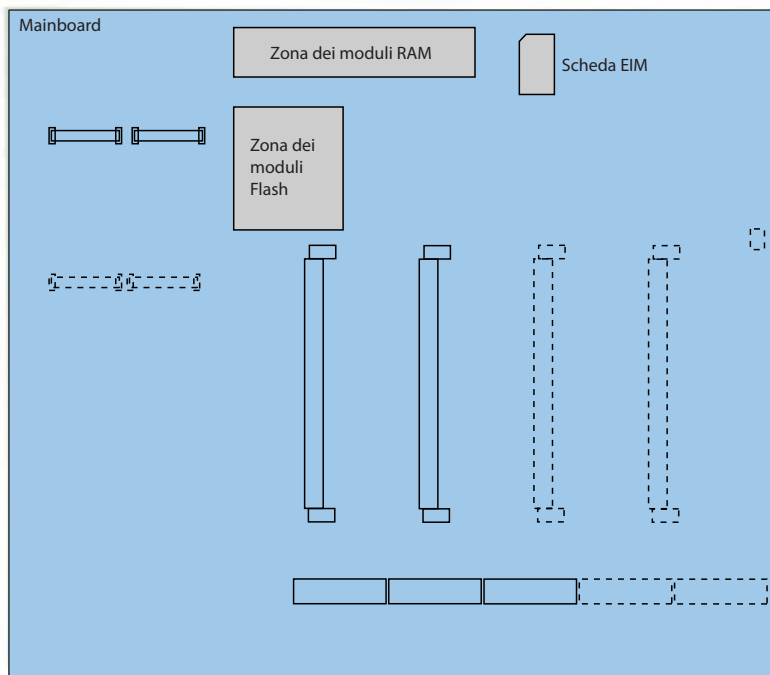 Mainboard
Zona dei moduli RAM
Scheda EIM
Zona dei
moduli
Flash